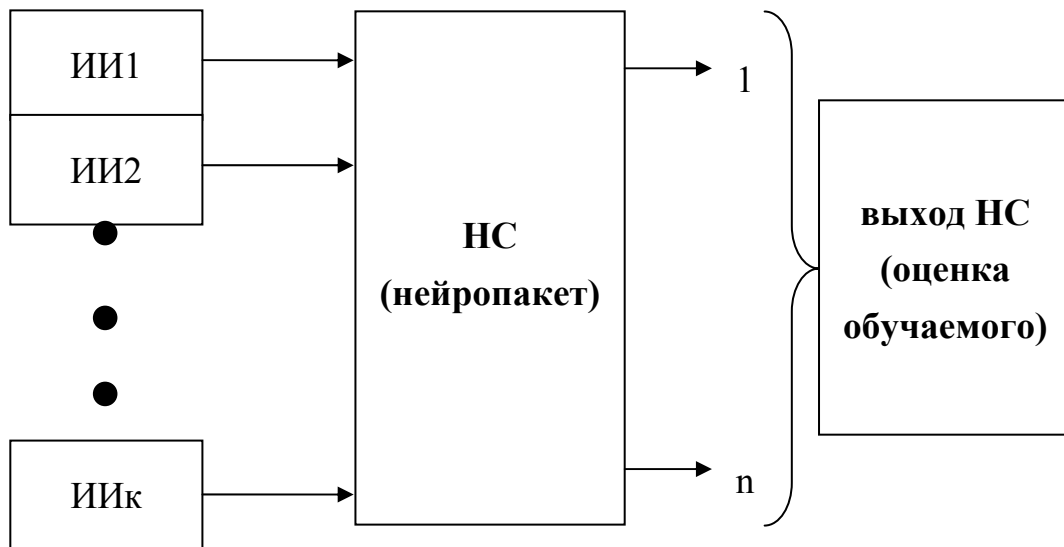 ИИ1
ИИ2
ИИк
НС
(нейропакет)
1
n
выход НС
(оценка
обучаемого)